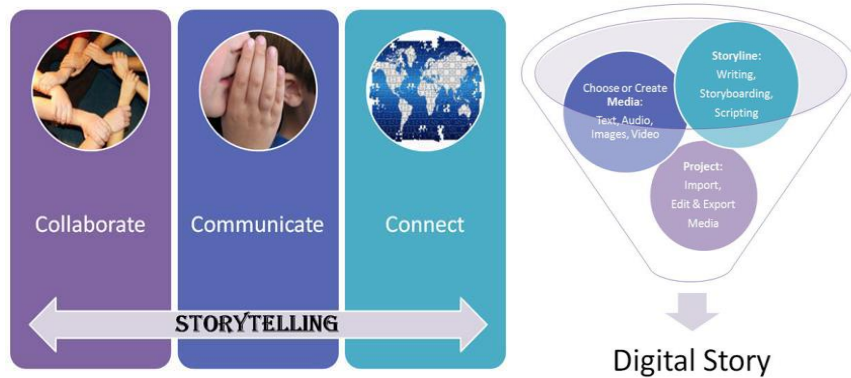 Collaborate
Communicate
Connect
STORYTELLING
Choose or Create
Media:
Text, Audio,
Images, Video
Storyline:
Writing,
Storyboarding,
Scripting
Project:
Import,
Edit & Export
Media
Digital Story